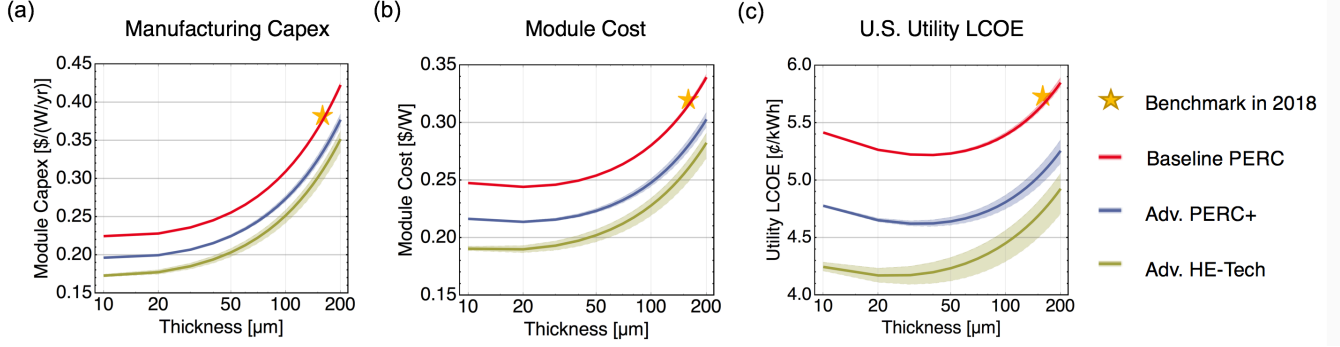 (a)
Manufacturing Capex
Module Capex [$/(W/yr)]
0.45
0.40
0.35
0.30
0.25
0.20
0.15
10 20 50 100 200
Thickness [µm]
(b)
Module Cost
Module Cost [$/W]
0.35
0.30
0.25
0.20
0.15
10 20 50 100 200
Thickness [µm]
(c)
U.S. Utility LCOE
Utility LCOE [¢/kWh]
6.0
5.5
5.0
4.5
4.0
10 20 50 100 200
Thickness [µm]
Benchmark in 2018
Baseline PERC
Adv. PERC+
Adv. HE-Tech